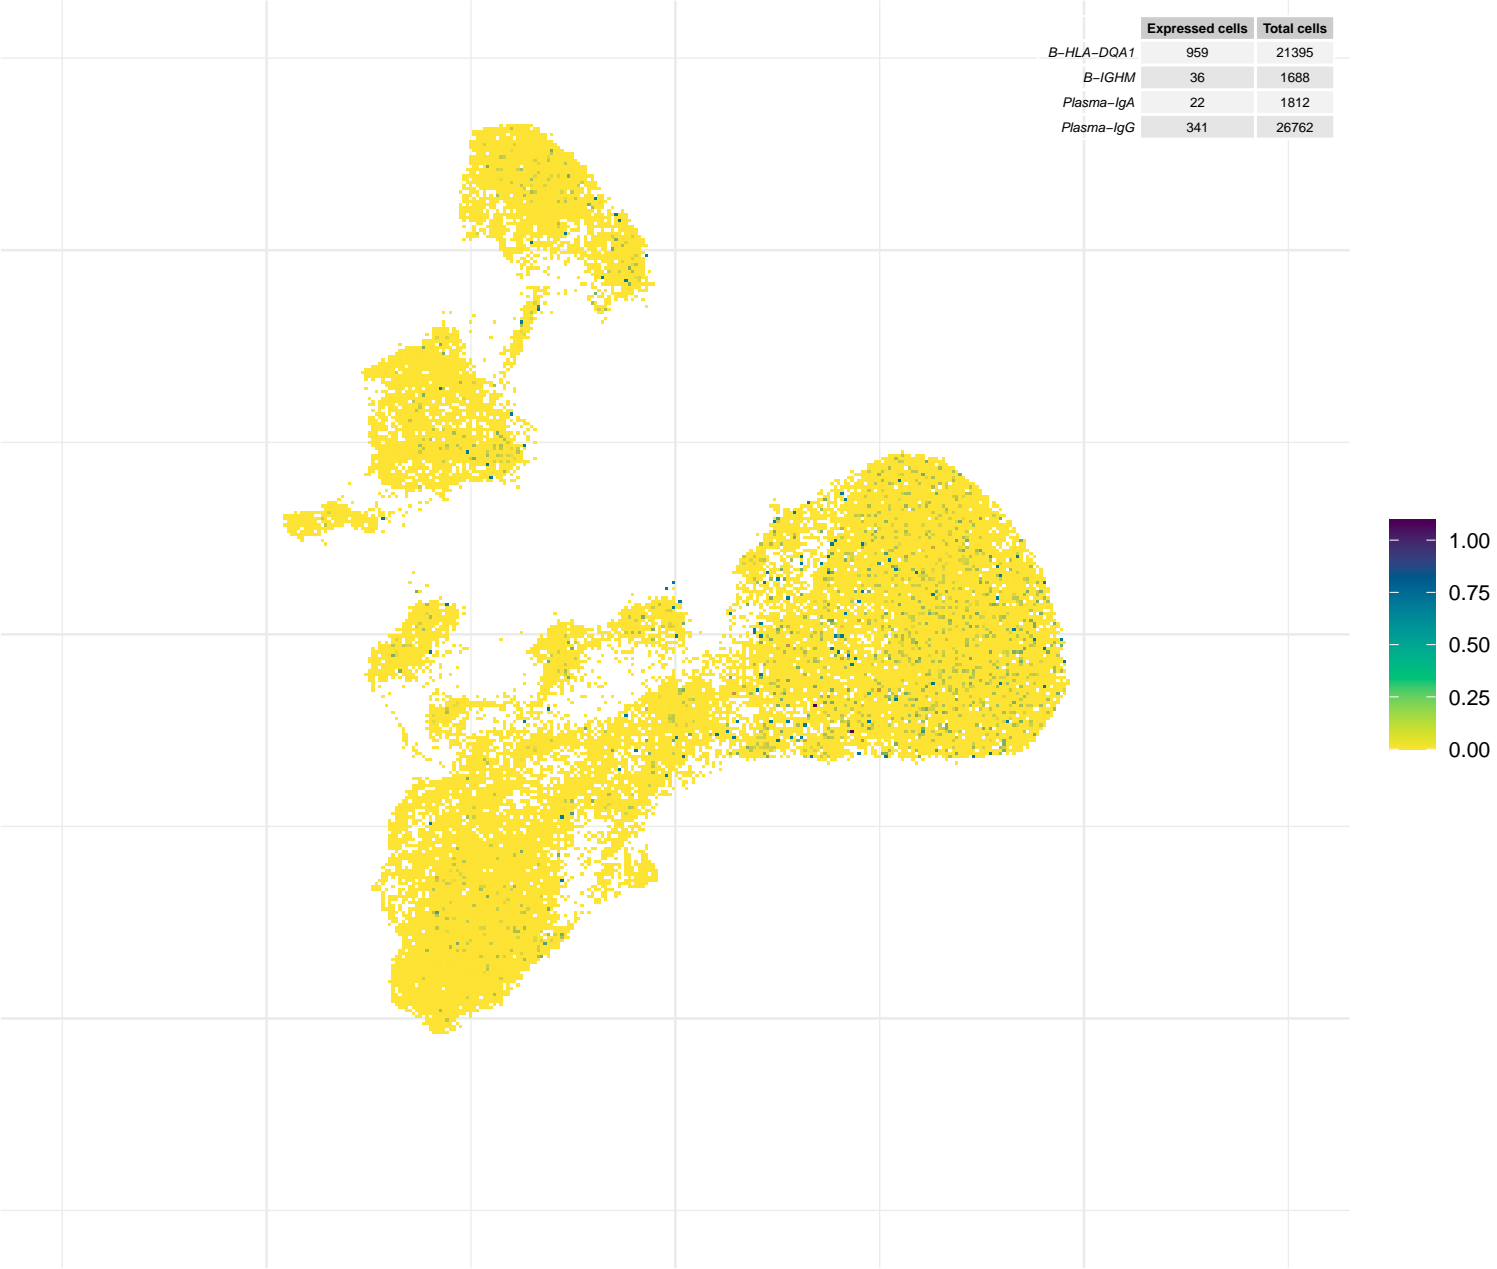 Expressed cells Total cells
B−HLA−DQA1 959 21395
B−IGHM 36 1688
Plasma−IgA 22 1812
Plasma−IgG 341 26762
1.00
0.75
0.50
0.25
0.00